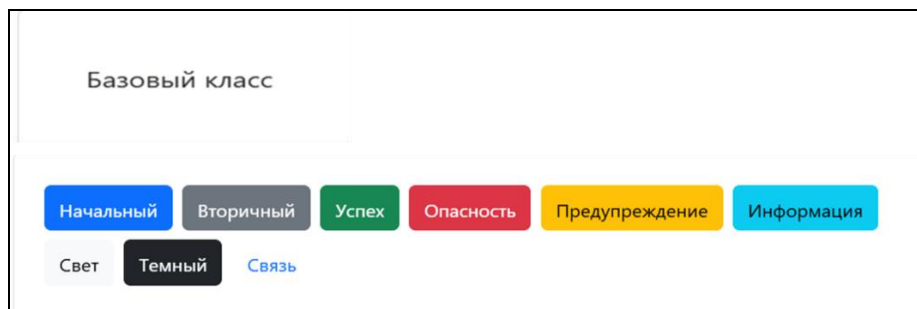 Базовый класс
Начальный Вторичный Успех Опасность Предупреждение Информация
Свет Темный Связь